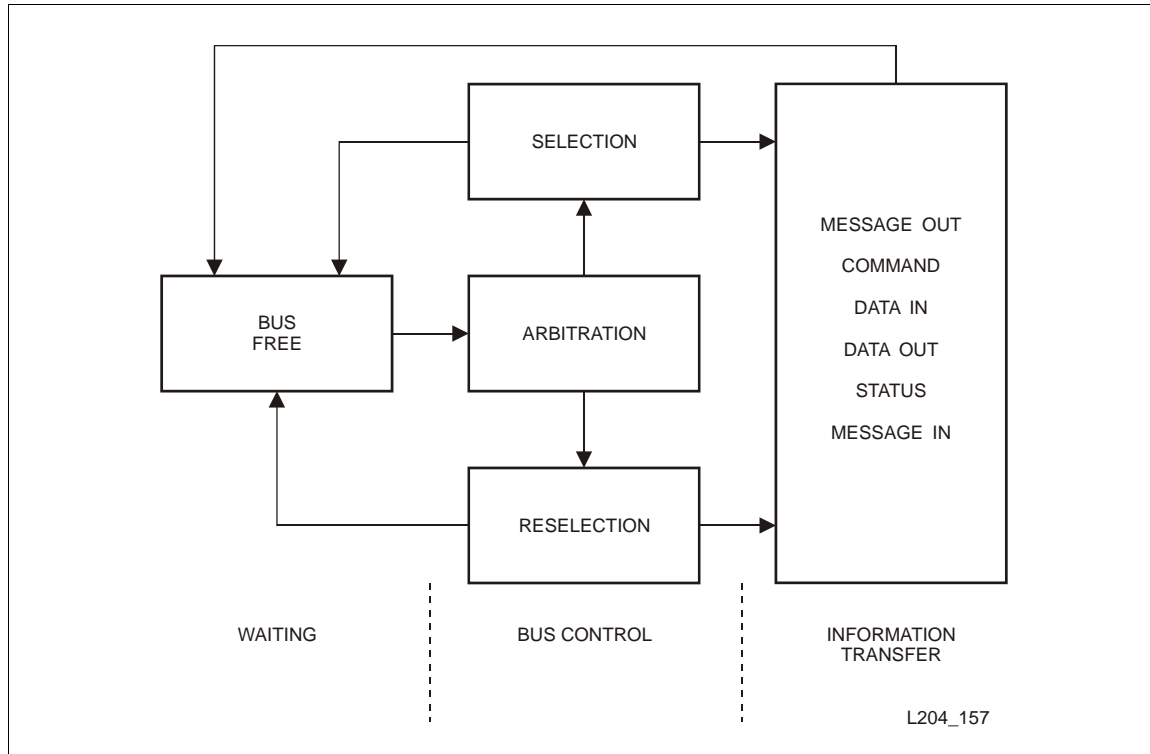 SELECTION
MESSAGE OUT
COMMAND
DATA IN
DATA OUT
STATUS
MESSAGE IN
BUS
FREE
ARBITRATION
RESELECTION
WAITING
BUS CONTROL
INFORMATION
TRANSFER
L204_157